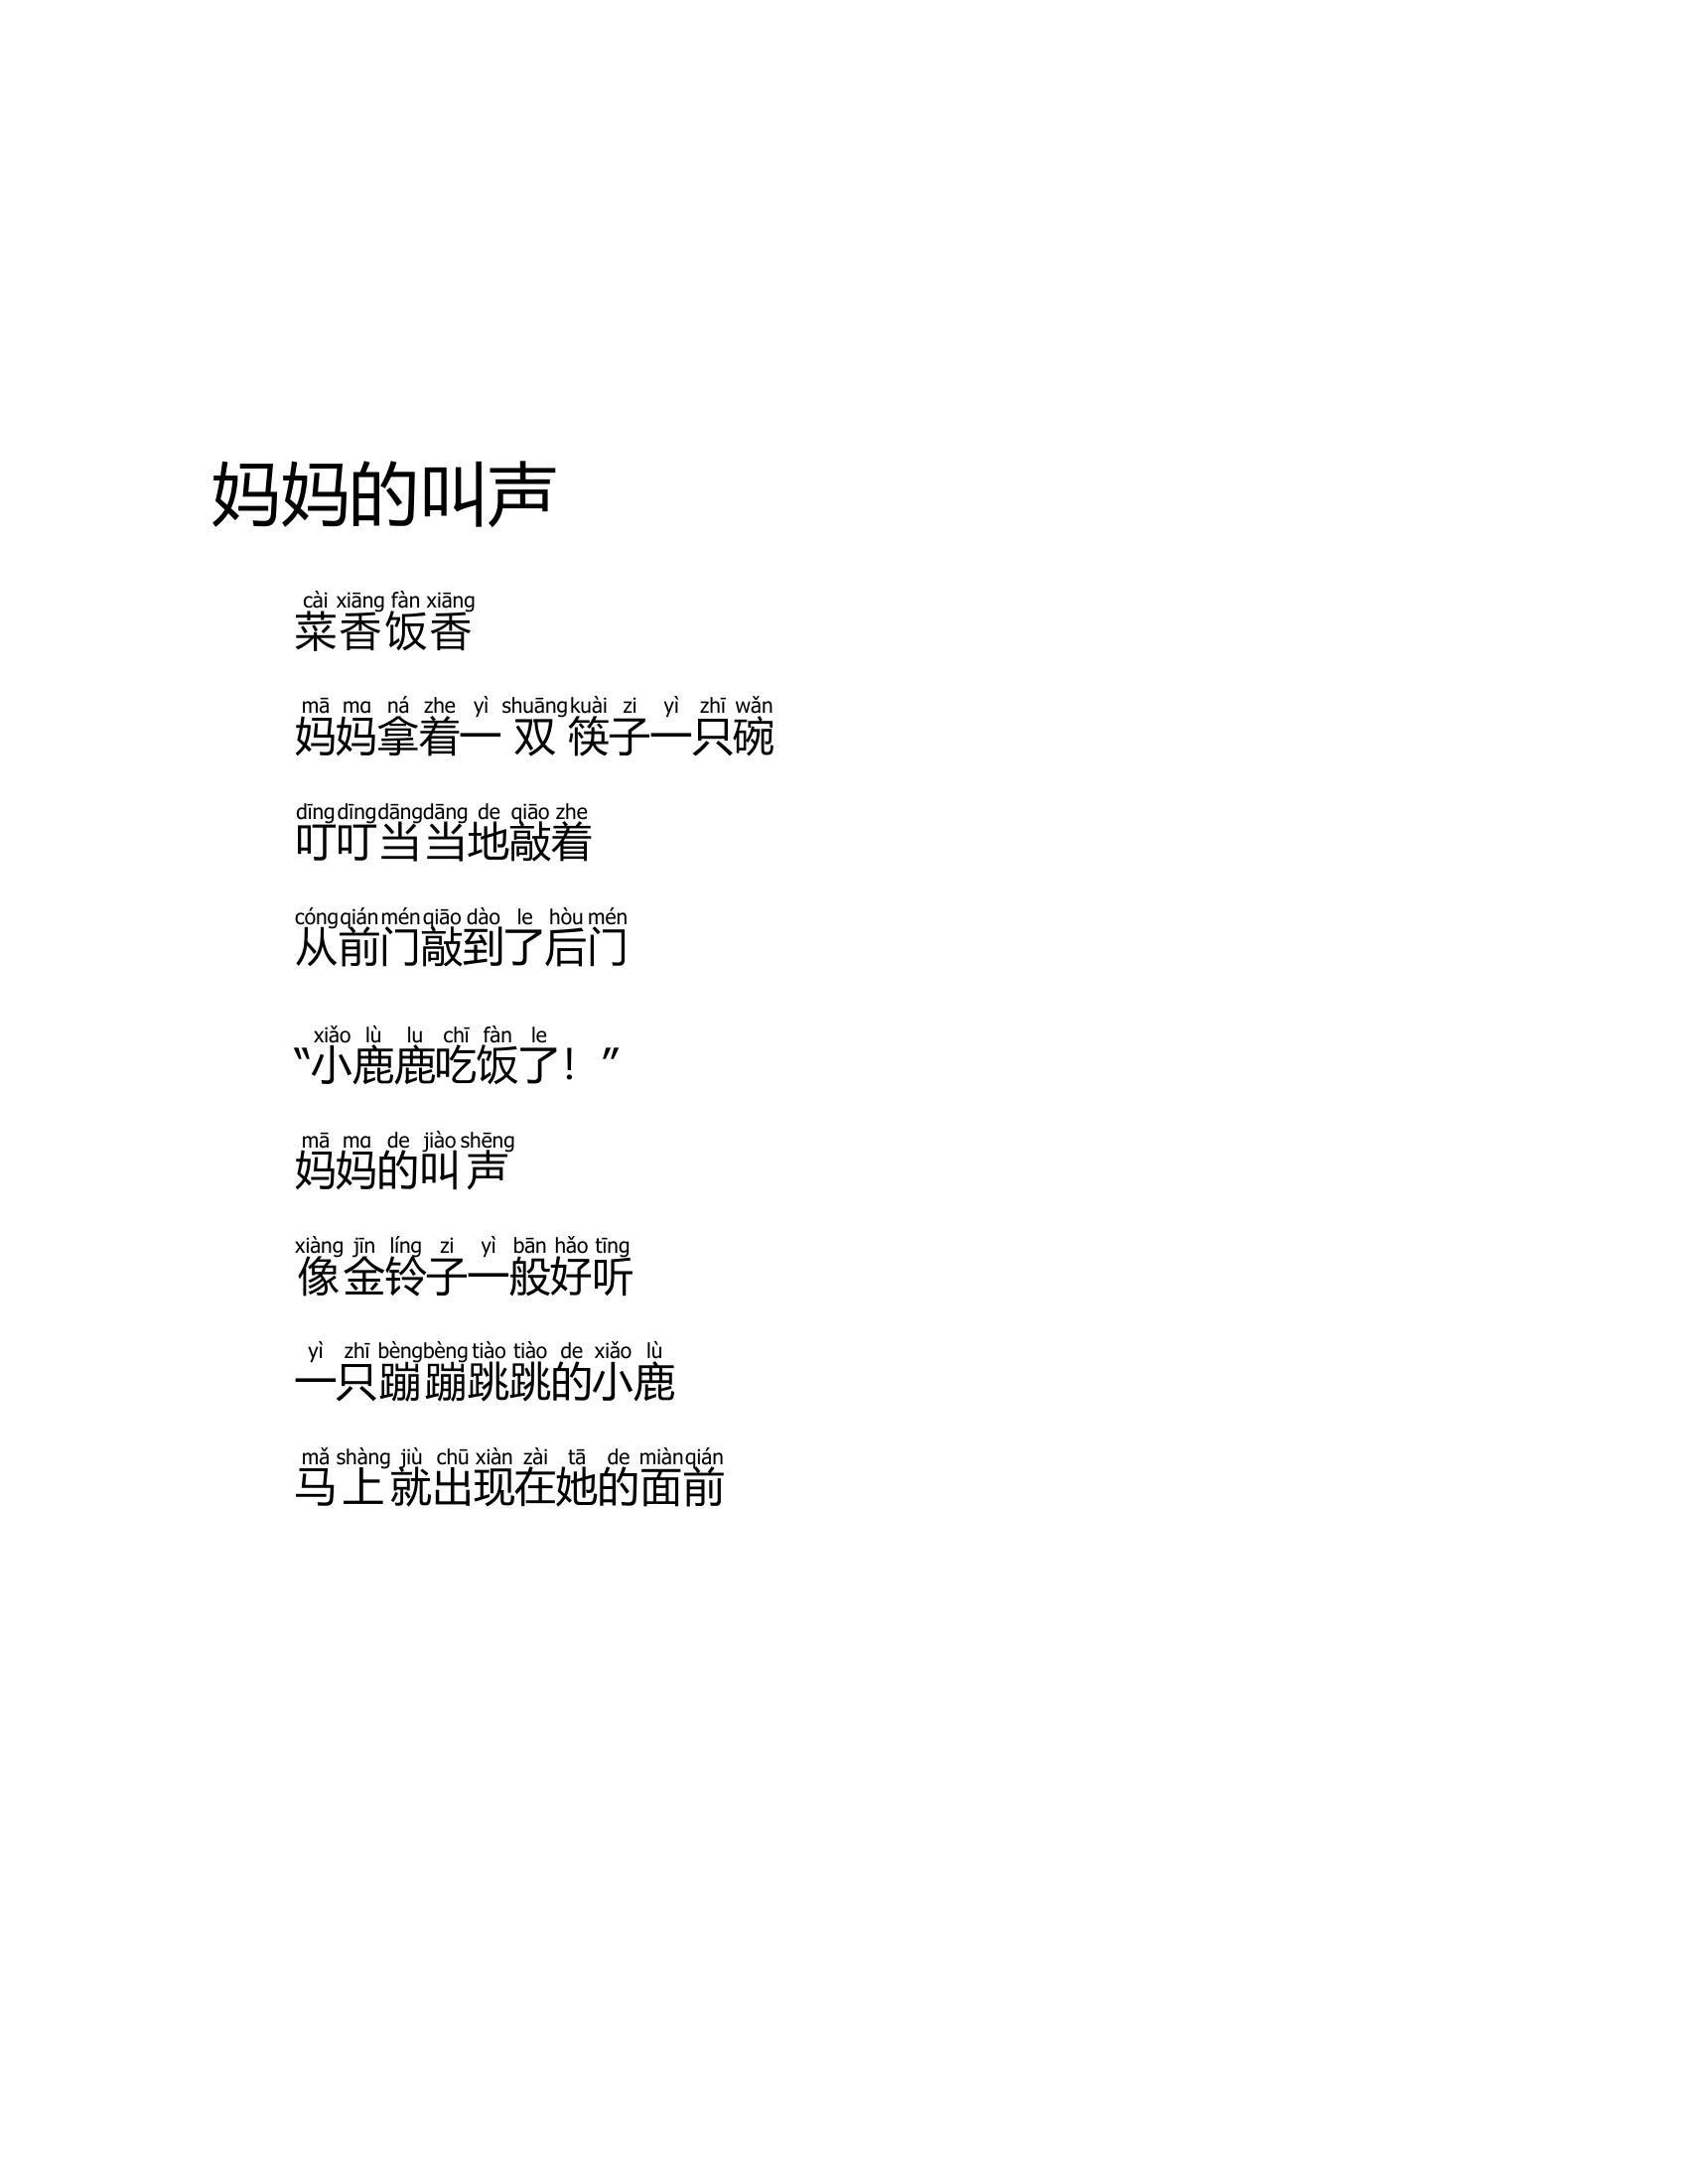 妈妈的叫声
cài xiāng fàn xiāng
菜香饭香
mā mɑ ná zhe yì shuāng kuài zi yì zhī wǎn
妈妈拿着一双筷子一只碗
dīng dīng dāng dāng de qiāo zhe
叮叮当当地敲着
cóng qián mén qiāo dào le hòu mén
从前门敲到了后门
xiǎo lù lu chī fàn le
“小鹿鹿吃饭了！”
mā mɑ de jiào shēng
妈妈的叫声
xiàng jīn líng zi yì bān hǎo tīng
像金铃子一般好听
yì zhī bèng bèng tiào tiào de xiǎo lù
一只蹦蹦跳跳的小鹿
mǎ shàng jiù chū xiàn zài tā de miàn qián
马上就出现在她的面前